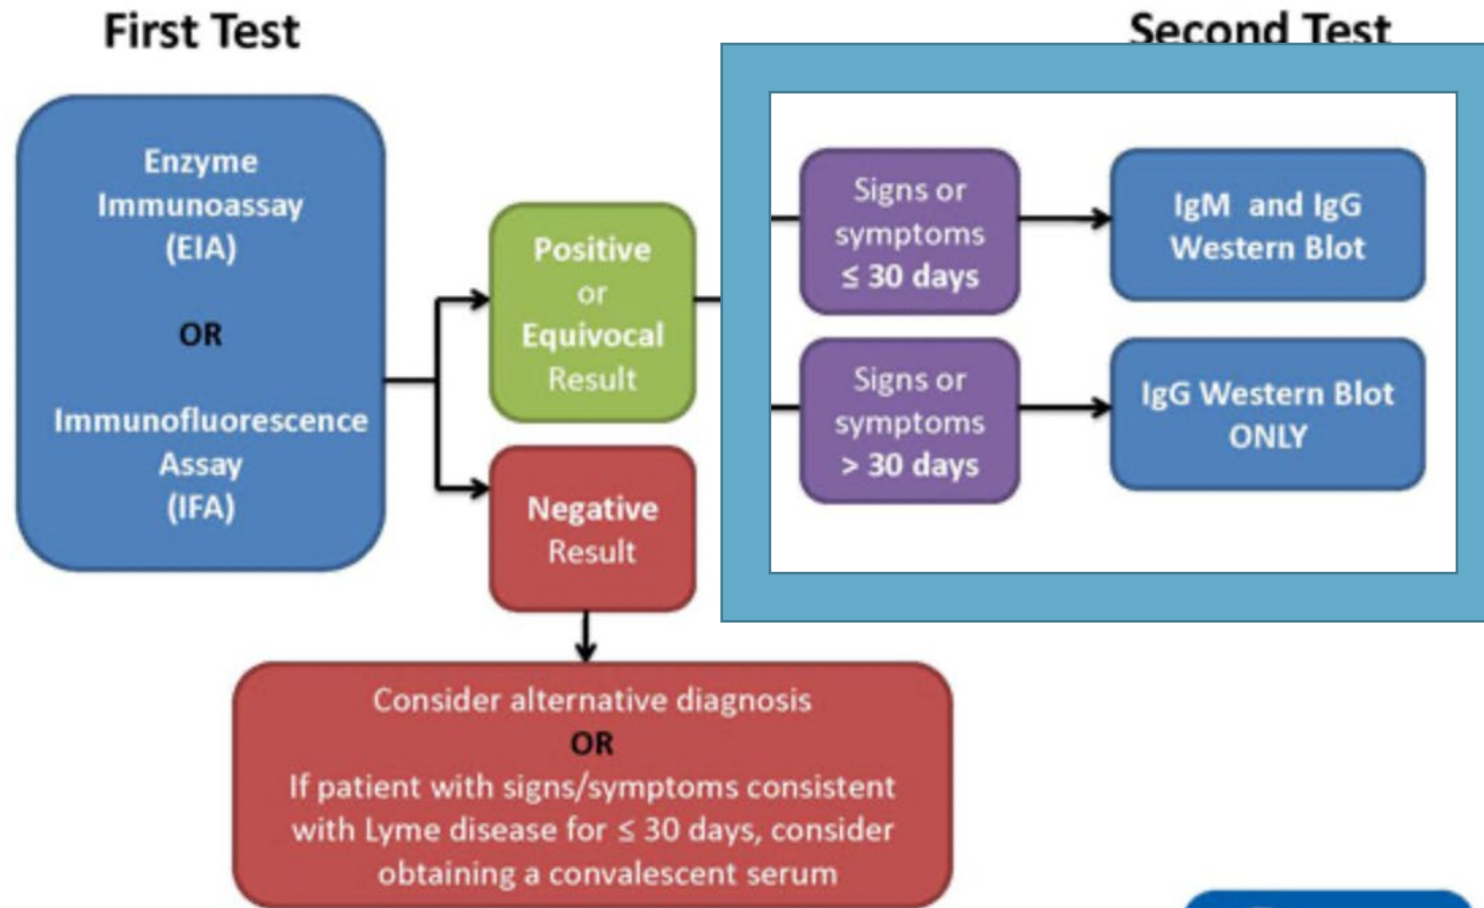 First Test
Second Test
Enzyme
Immunoassay
(EIA)
OR
Immunofluorescence
Assay
(IFA)
Positive
or
Equivocal
Result
Negative
Result
Signs or
symptoms
≤ 30 days
IgM and IgG
Western Blot
Signs or
symptoms
> 30 days
IgG Western Blot
ONLY
Consider alternative diagnosis
OR
If patient with signs/symptoms consistent
with Lyme disease for ≤ 30 days, consider
obtaining a convalescent serum